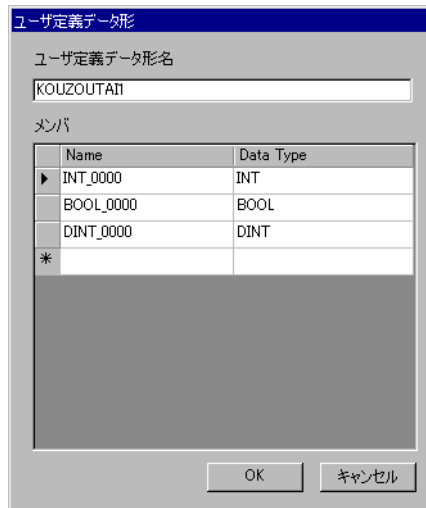 ユーザ定義データ形
ユーザ定義データ形名
KOUZOUTAI1
メンバ
Name Data Type
INT_0000 INT
BOOL_0000 BOOL
DINT_0000 DINT
OK キャンセル